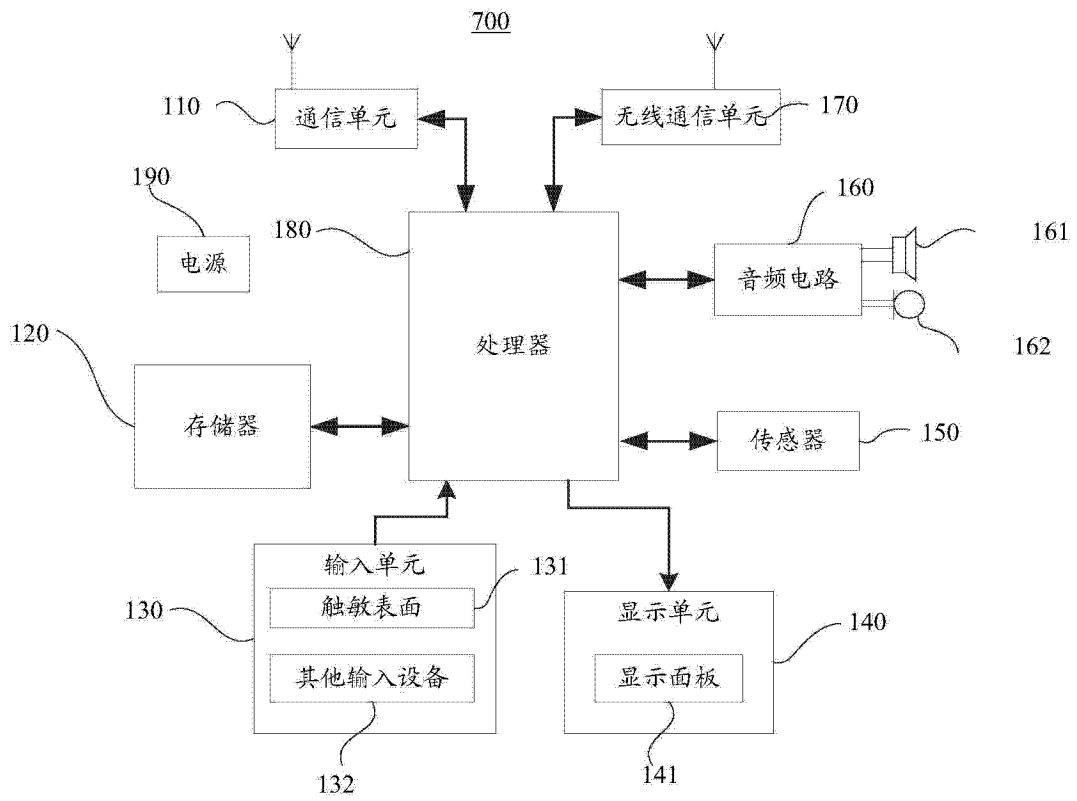 700
110
通信单元
无线通信单元
170
190
电源
180
处理器
160
音频电路
161
162
120
存储器
传感器
150
输入单元
130
触敏表面
131
其他输入设备
132
显示单元
140
显示面板
141